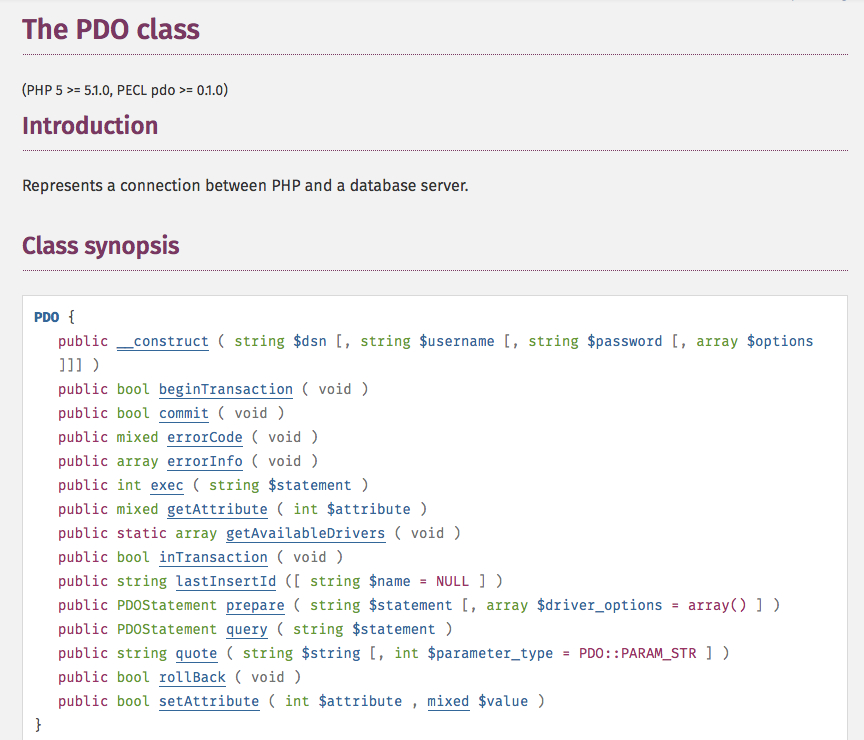 The PDO class
(PHP 5 >= 5.1.0, PECL pdo >= 0.1.0)
Introduction
Represents a connection between PHP and a database server.
Class synopsis
PDO {
public __construct ( string $dsn [, string $username [, string $password [, array $options
]]] )
public bool beginTransaction ( void )
public bool commit ( void )
public mixed errorCode ( void )
public array errorInfo ( void )
public int exec ( string $statement )
public mixed getAttribute ( int $attribute )
public static array getAvailableDrivers ( void )
public bool inTransaction ( void )
public string lastInsertId ([ string $name = NULL ] )
public PDOStatement prepare ( string $statement [, array $driver_options = array() ] )
public PDOStatement query ( string $statement )
public string quote ( string $string [, int $parameter_type = PDO::PARAM_STR ] )
public bool rollBack ( void )
public bool setAttribute ( int $attribute , mixed $value )
}